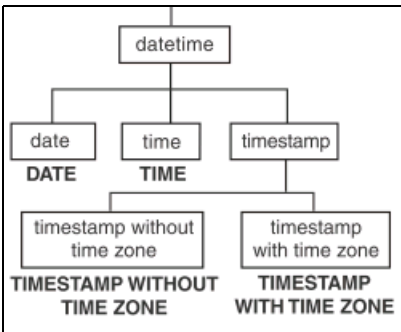 datetime
date
time
timestamp
DATE
TIME
timestamp without
time zone
timestamp
with time zone
TIMESTAMP WITHOUT
TIME ZONE
TIMESTAMP
WITH TIME ZONE